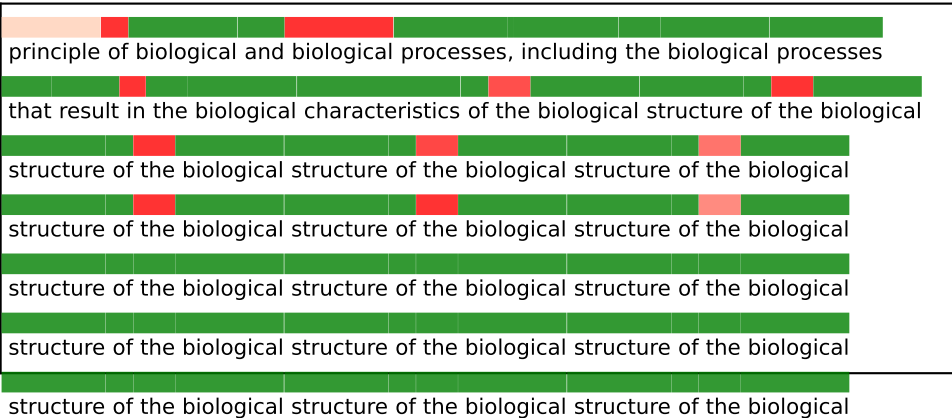 principle of biological and biological processes, including the biological processes
that result in the biological characteristics of the biological structure of the biological
structure of the biological structure of the biological structure of the biological
structure of the biological structure of the biological structure of the biological
structure of the biological structure of the biological structure of the biological
structure of the biological structure of the biological structure of the biological
structure of the biological structure of the biological structure of the biological